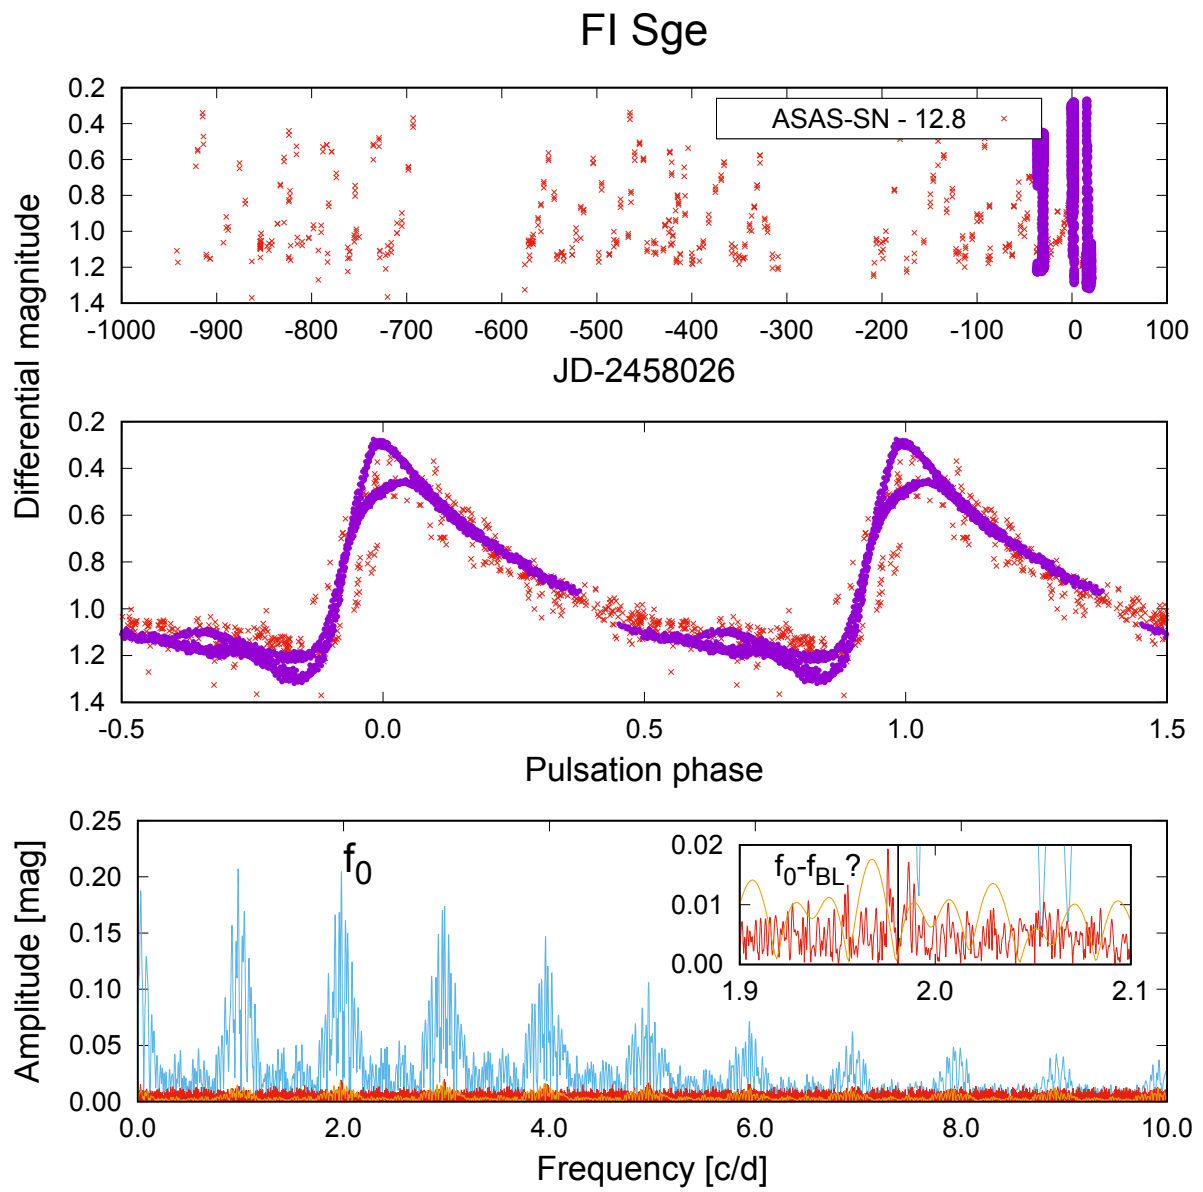 FI Sge
0.2
0.4
0.6
0.8
1.0
1.2
1.4
ASAS-SN - 12.8
-1000 -900 -800 -700 -600 -500 -400 -300 -200 -100 0 100
JD-2458026
Differential magnitude
0.2
0.4
0.6
0.8
1.0
1.2
1.4
-0.5 0.0 0.5 1.0 1.5
Pulsation phase
Amplitude [mag]
0.25
0.20
0.15
0.10
0.05
0.00
f0
0.02
0.01
0.00
f0-fBL?
1.9 2.0 2.1
0.0 2.0 4.0 6.0 8.0 10.0
Frequency [c/d]